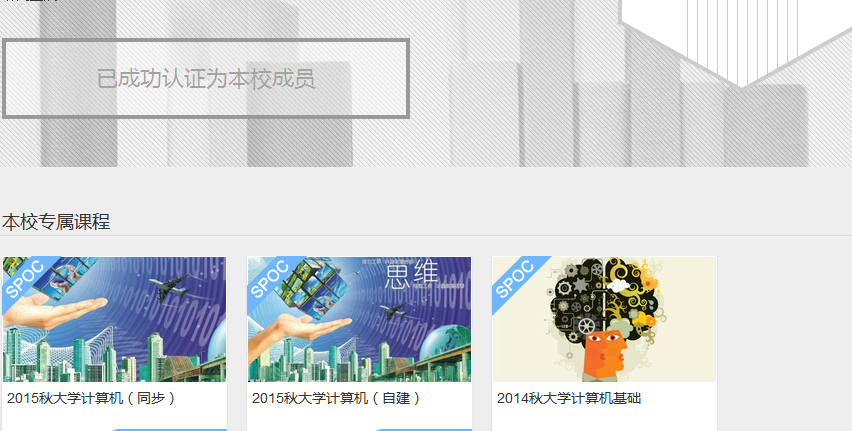 已成功认证为本校成员
本校专属课程
SPOC
SPOC
思维
SPOC
2015秋大学计算机（同步）
2015秋大学计算机（自建）
2014秋大学计算机基础